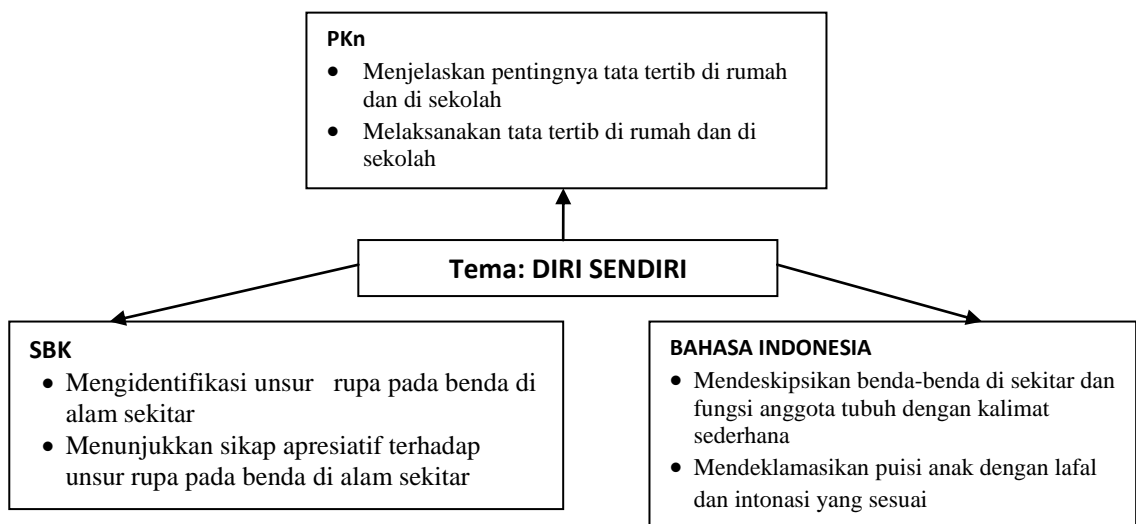 PKn
• Menjelaskan pentingnya tata tertib di rumah
dan di sekolah
• Melaksanakan tata tertib di rumah dan di
sekolah
Tema: DIRI SENDIRI
SBK
• Mengidentifikasi unsur rupa pada benda di
alam sekitar
• Menunjukkan sikap apresiatif terhadap
unsur rupa pada benda di alam sekitar
BAHASA INDONESIA
• Mendeskipsikan benda-benda di sekitar dan
fungsi anggota tubuh dengan kalimat
sederhana
• Mendeklamasikan puisi anak dengan lafal
dan intonasi yang sesuai